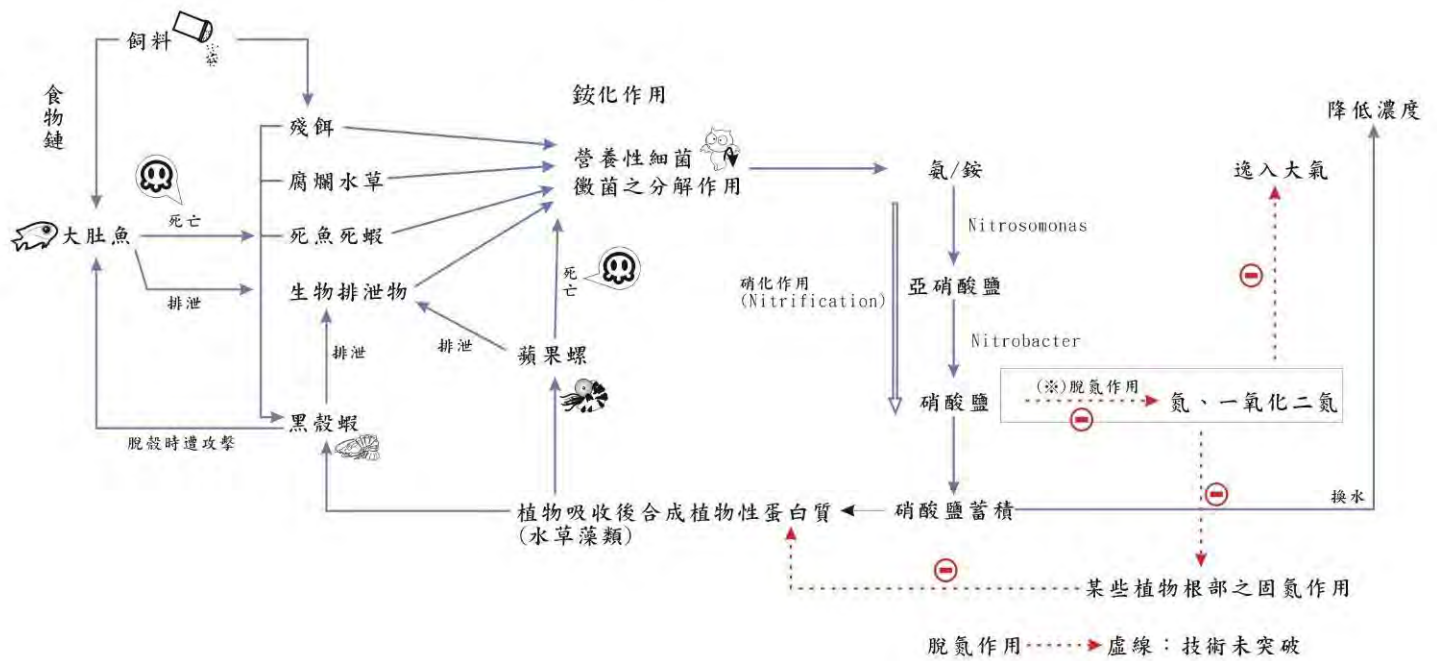 飼料
食物鏈
銨化作用
降低濃度
殘餌
營養性細菌
黴菌之分解作用
氨/銨
逸入大氣
腐爛水草
死亡
Nitrosomonas
大肚魚
死魚死蝦
死亡
硝化作用
(Nitrification)
亞硝酸鹽
排泄
生物排泄物
Nitrobacter
排泄
排泄
蘋果螺
(※)脫氮作用
硝酸鹽
氮、一氧化二氮
黑殼蝦
脫殼時遭攻擊
換水
植物吸收後合成植物性蛋白質
(水草藻類)
硝酸鹽蓄積
某些植物根部之固氮作用
脫氮作用
虛線：技術未突破